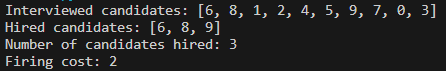 Interviewed candidates: [6, 8, 1, 2, 4, 5, 9, 7, 0, 3]
Hired candidates: [6, 8, 9]
Number of candidates hired: 3
Firing cost: 2